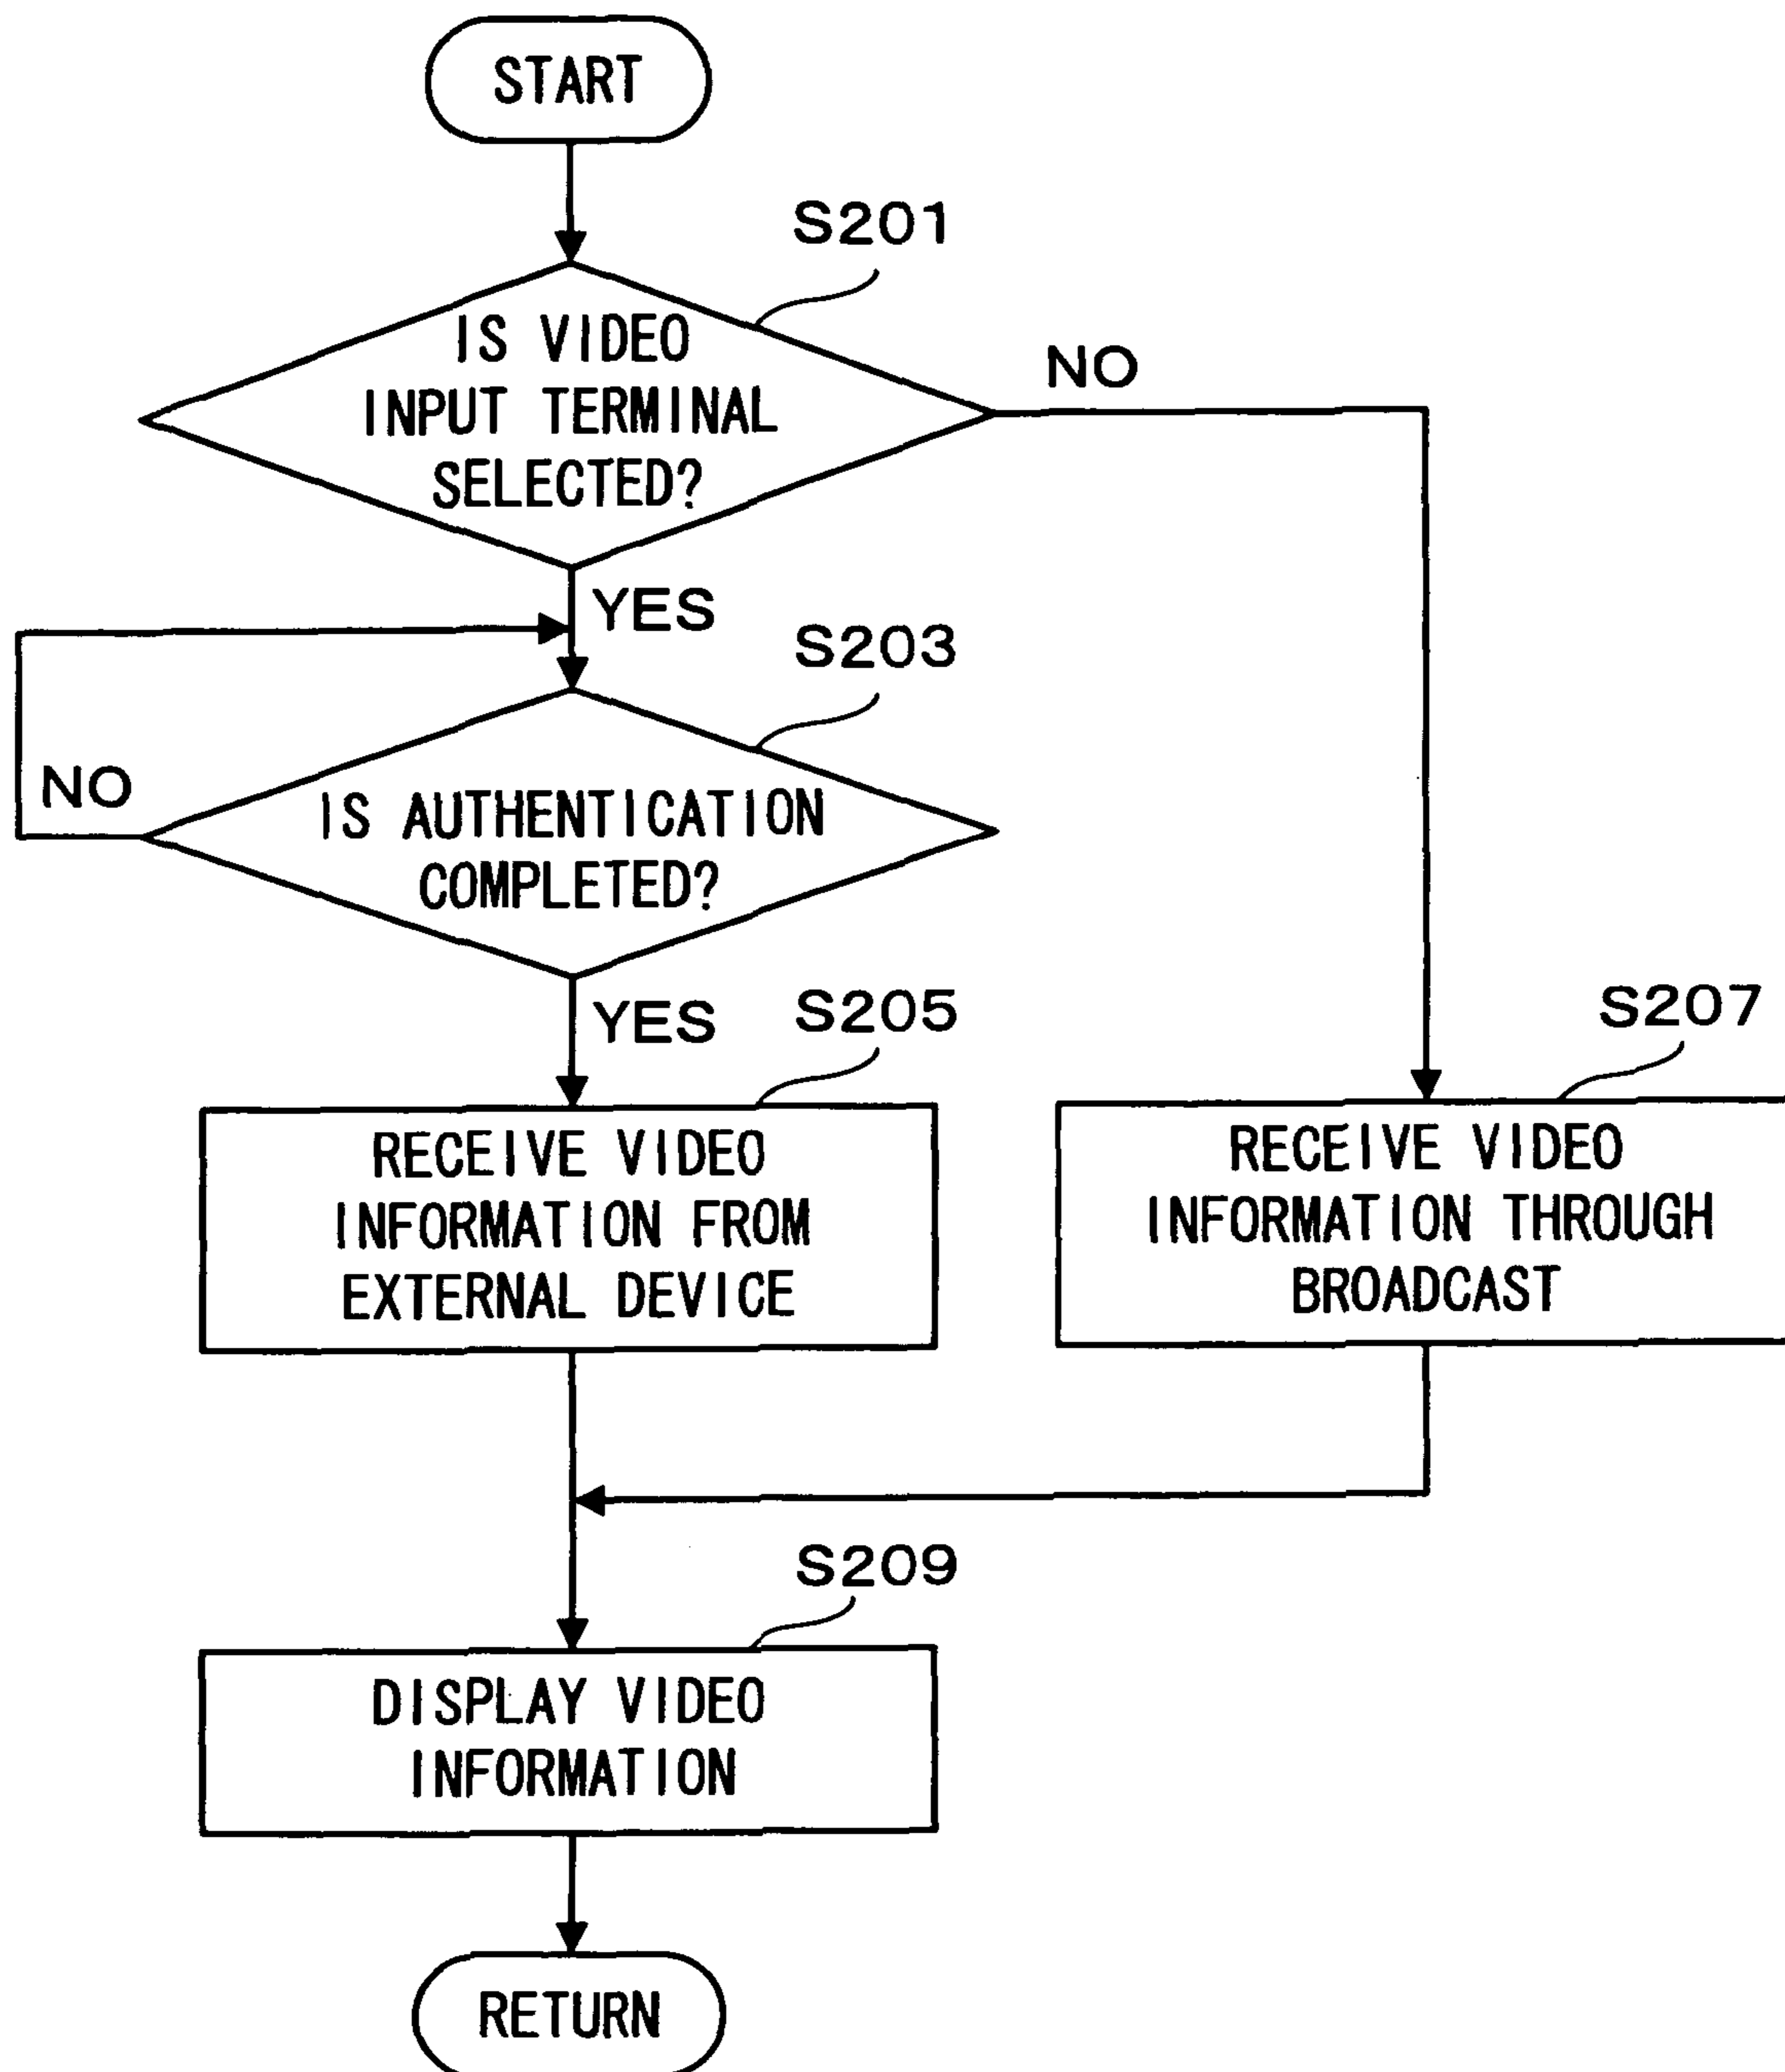 START
S201
IS VIDEO
INPUT TERMINAL
SELECTED?
NO
YES
S203
IS AUTHENTICATION
COMPLETED?
NO
YES
S205
RECEIVE VIDEO
INFORMATION FROM
EXTERNAL DEVICE
S207
RECEIVE VIDEO
INFORMATION THROUGH
BROADCAST
S209
DISPLAY VIDEO
INFORMATION
RETURN